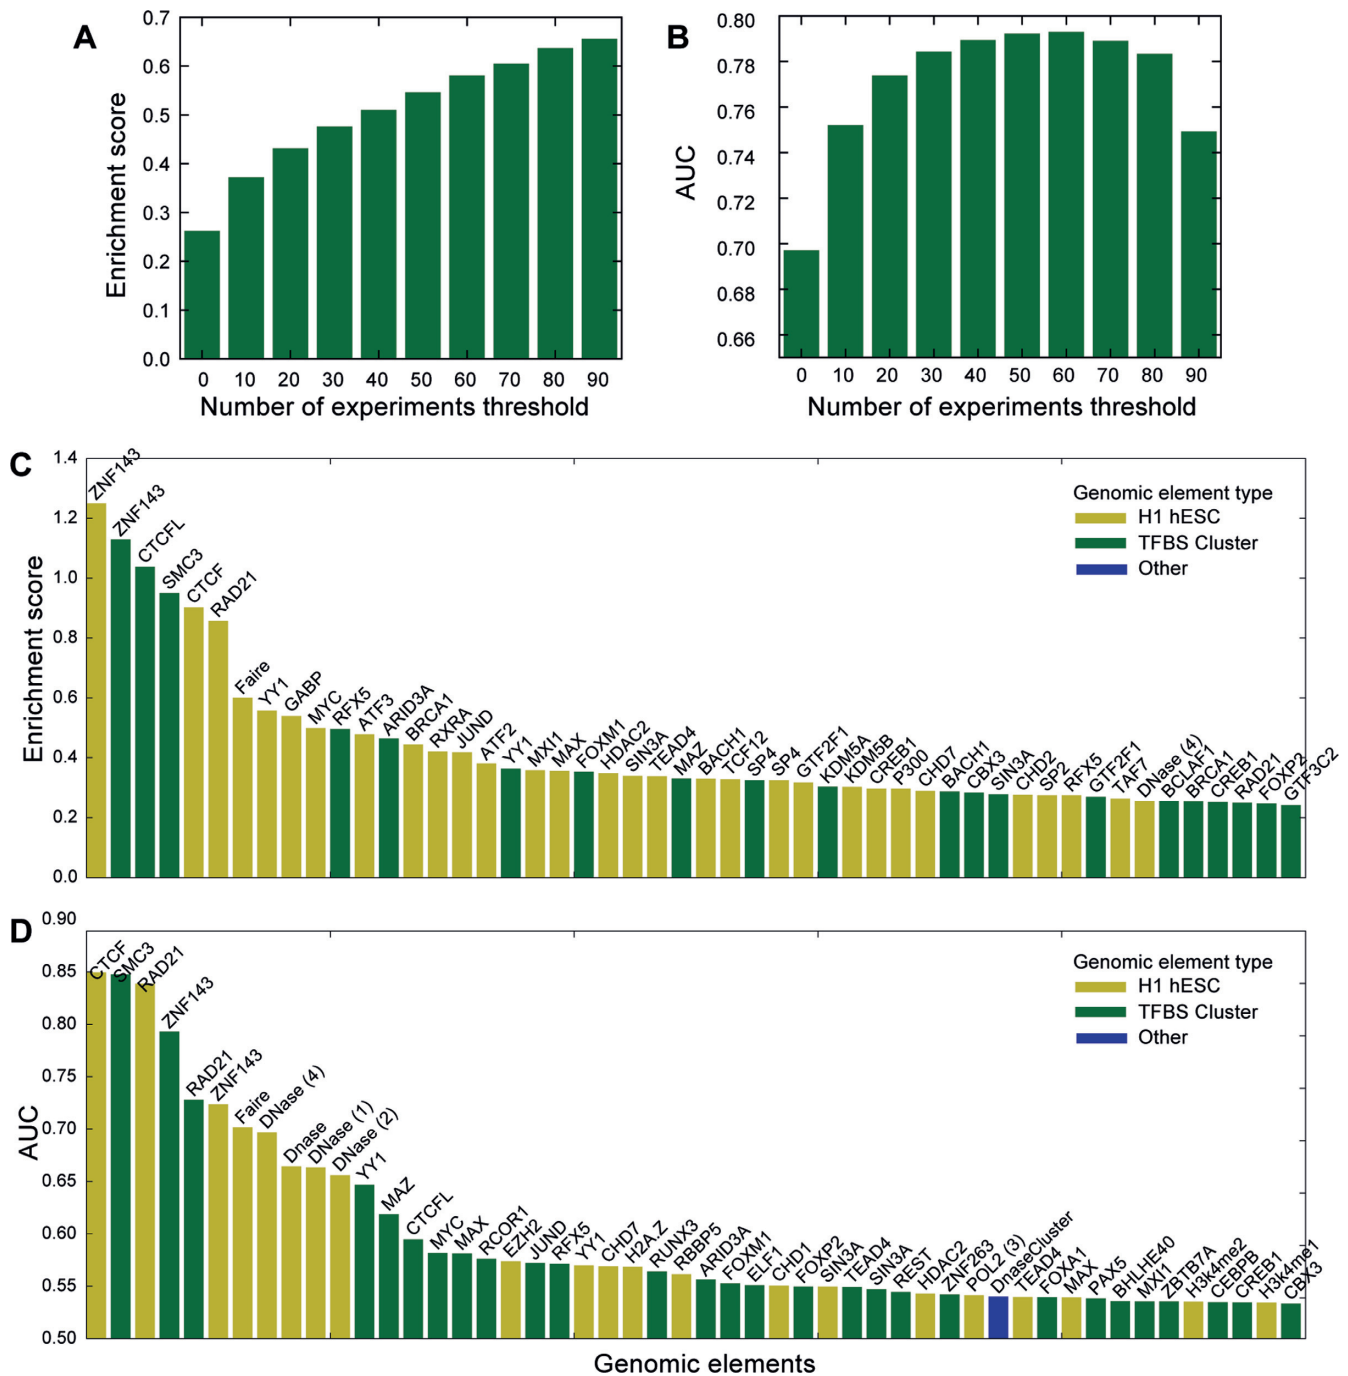 A
0.7
0.6
0.5
0.4
0.3
0.2
0.1
0.0
Enrichment score
0 10 20 30 40 50 60 70 80 90
Number of experiments threshold
B
0.80
0.78
0.76
0.74
0.72
0.70
0.68
0.66
AUC
0 10 20 30 40 50 60 70 80 90
Number of experiments threshold
C
1.4
1.2
1.0
0.8
0.6
0.4
0.2
0.0
Enrichment score
ZNF143
ZNF143
CTCFL
SMC3
CTCF
RAD21
Faire
YY1
GABP
MYC
RFX5
ATF3
ARID3A
BRCA1
RXRA
JUND
ATF2
YY1
MXI1
MAX
FOXM1
HDAC2
SIN3A
TEAD4
MAZ
BACH1
TCF12
SP4
SP4
GTF2F1
KDM5A
KDM5B
CREB1
P300
CHD7
BACH1
CBX3
SIN3A
CHD2
SP2
RFX5
GTF2F1
TAF7
DNase (4)
BCLAF1
BRCA1
CREB1
RAD21
FOXP2
GTF3C2
Genomic element type
H1 hESC
TFBS Cluster
Other
D
0.90
0.85
0.80
0.75
0.70
0.65
0.60
0.55
0.50
AUC
CTCF
SMC3
RAD21
ZNF143
RAD21
ZNF143
Faire
DNase (4)
Dnase
DNase (1)
DNase (2)
YY1
MAZ
CTCFL
MYC
MAX
RCOR1
EZH2
JUND
RFX5
YY1
CHD7
H2A.Z
RUNX3
RBBP5
ARID3A
FOXM1
ELF1
CHD1
FOXP2
SIN3A
TEAD4
SIN3A
REST
HDAC2
ZNF263
POL2 (3)
DnaseCluster
TEAD4
FOXA1
MAX
PAX5
BHLHE40
MXI1
ZBTB7A
H3k4me2
CEBPB
CREB1
H3k4me1
CBX3
Genomic element type
H1 hESC
TFBS Cluster
Other
Genomic elements